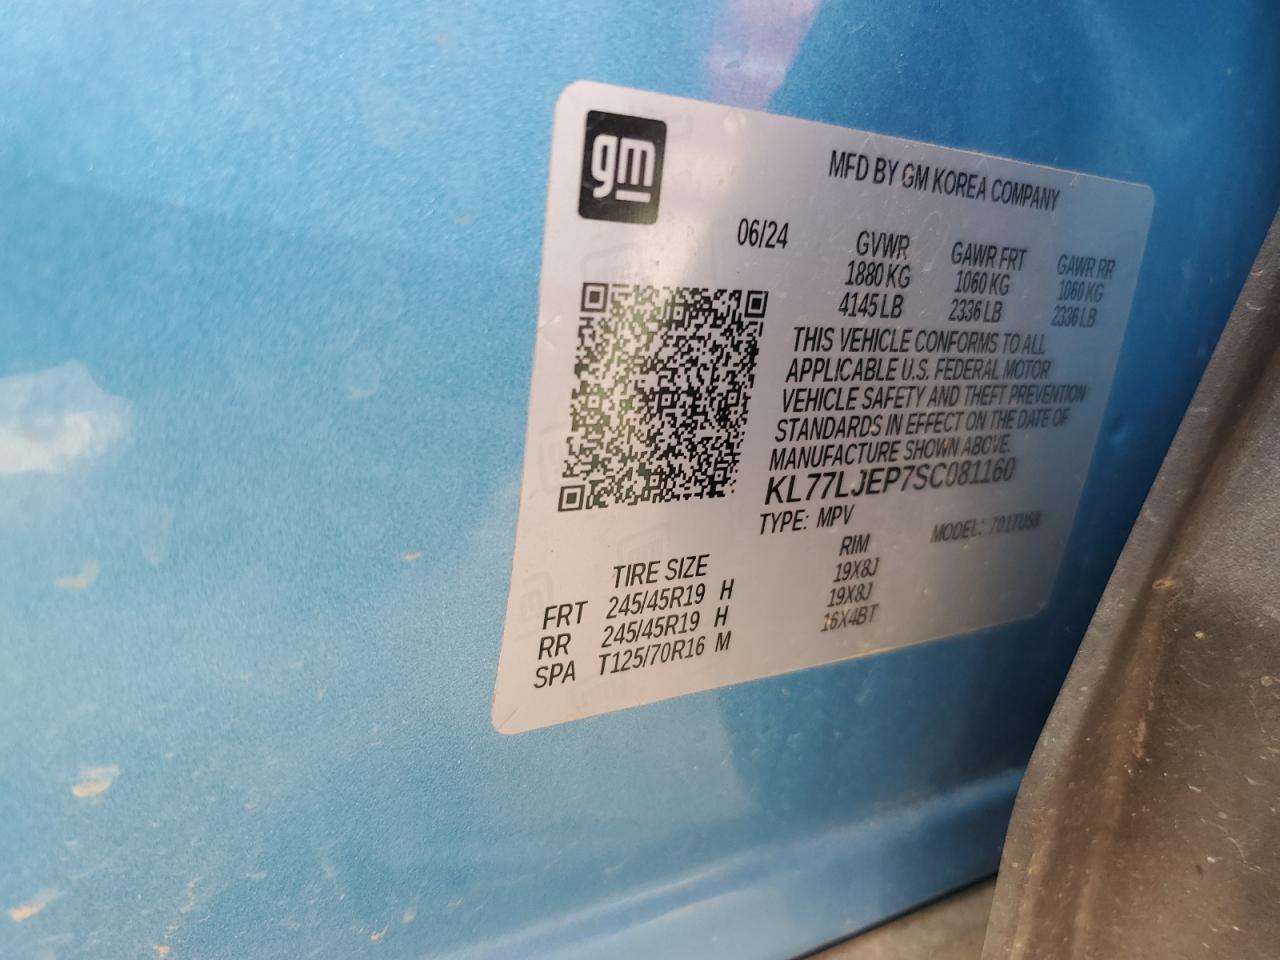 gm
MFD BY GM KOREA COMPANY
06/24
GVWR GAWR FRT GAWR RR
1880 KG 1060 KG 1060 KG
4145 LB 2336 LB 2336 LB
THIS VEHICLE CONFORMS TO ALL
APPLICABLE U.S. FEDERAL MOTOR
VEHICLE SAFETY AND THEFT PREVENTION
STANDARDS IN EFFECT ON THE DATE OF
MANUFACTURE SHOWN ABOVE.
KL77LJEP7SC081160
TYPE: MPV MODEL:
TIRE SIZE RIM
FRT 245/45R19 H 19X8J
RR 245/45R19 H 19X8J
SPA T125/70R16 M 16X4BT